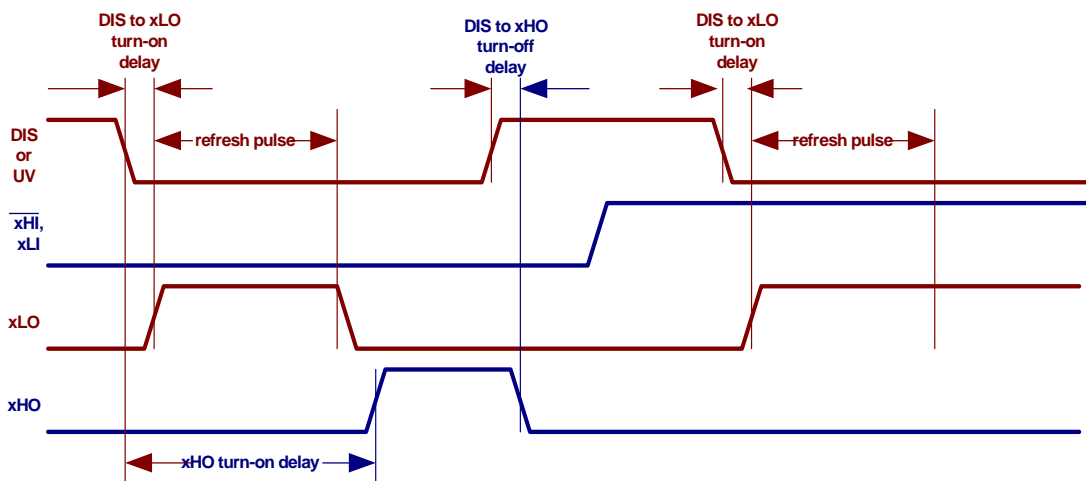 DIS to xLO
turn-on
delay
DIS to xHO
turn-off
delay
DIS to xLO
turn-on
delay
DIS
or
UV
refresh pulse
refresh pulse
xHI,
xLI
xLO
xHO
xHO turn-on delay